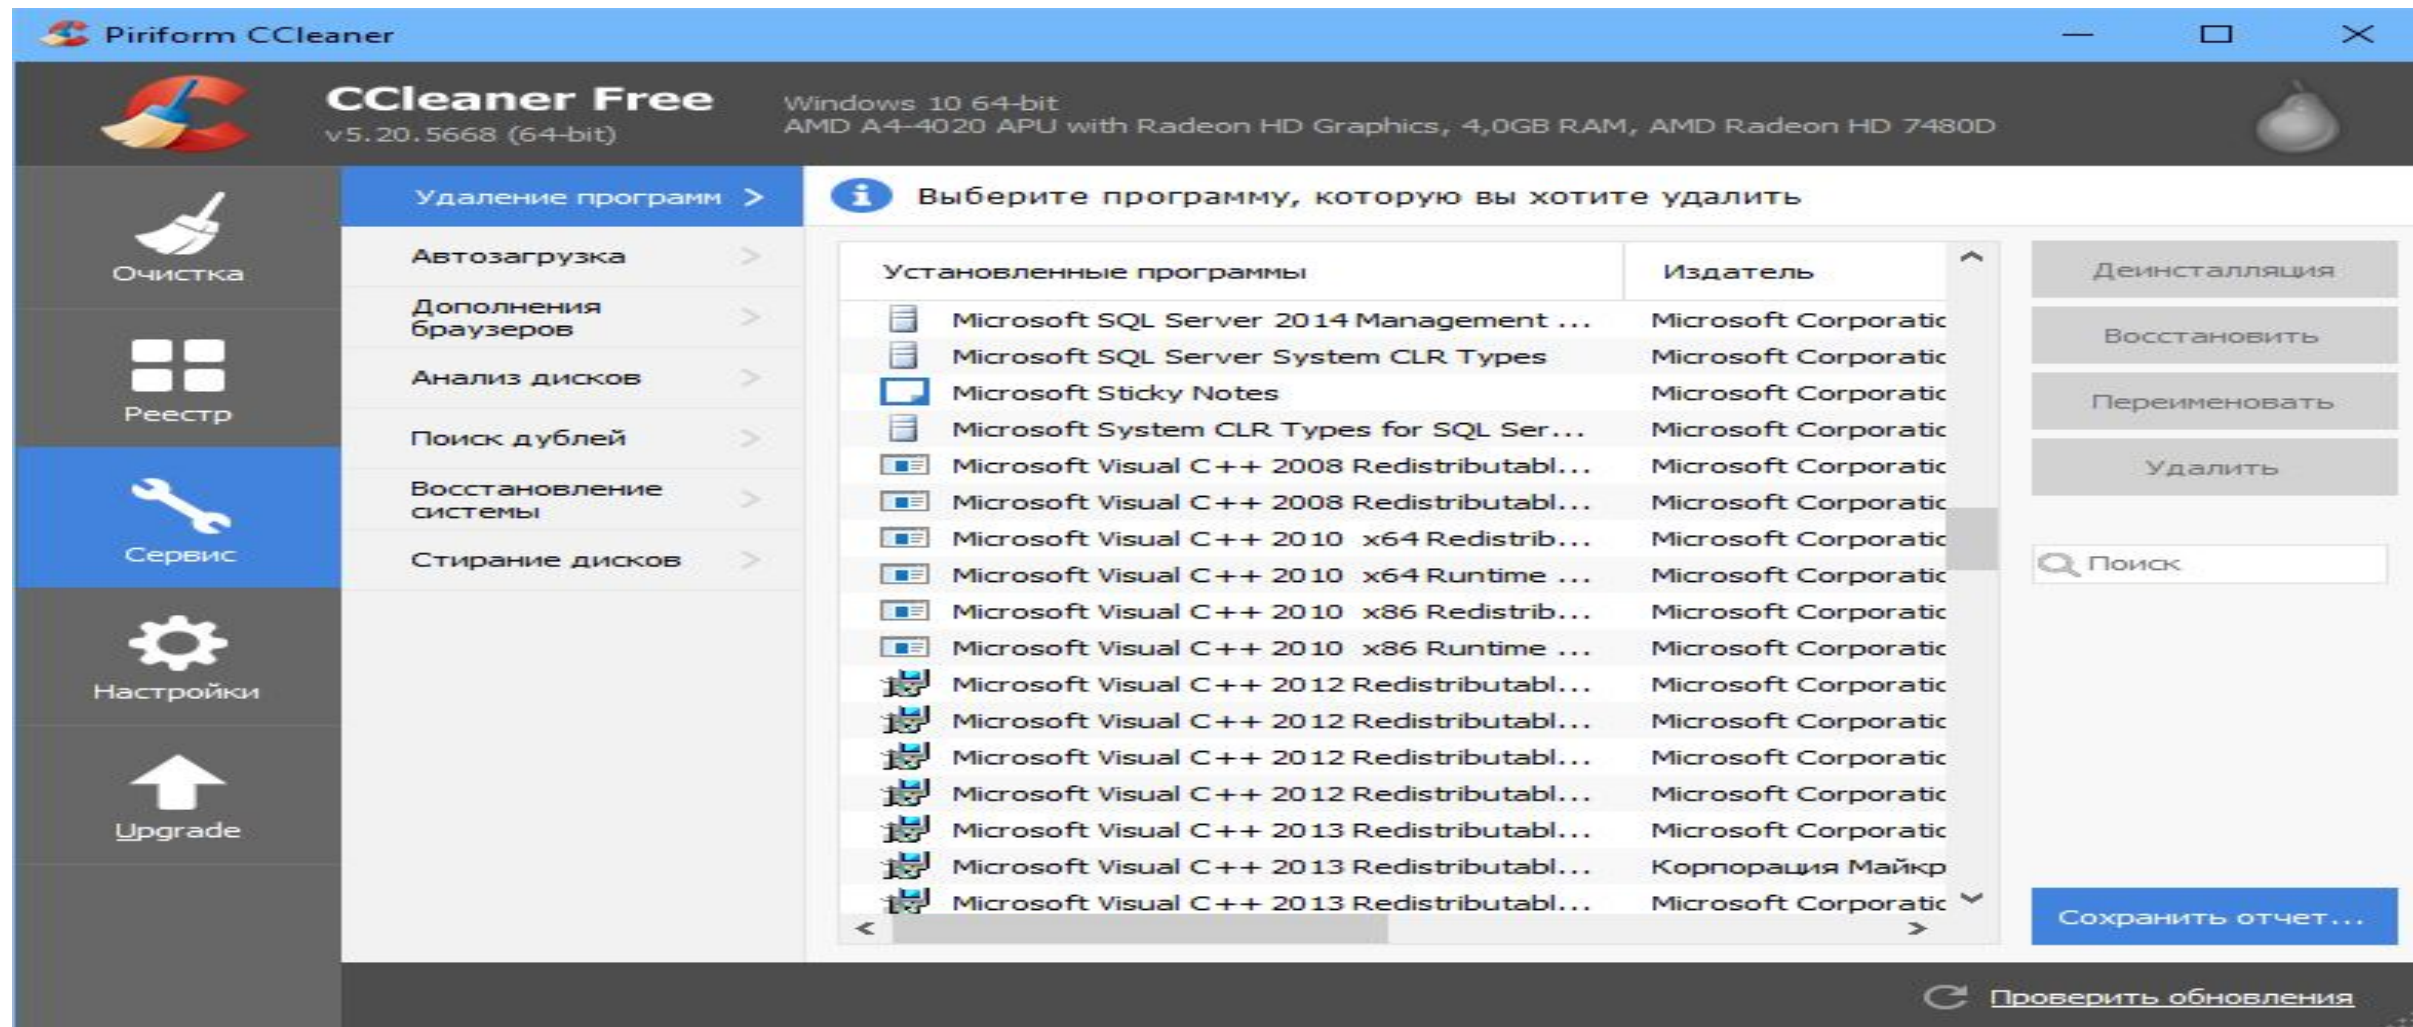 Piriform CCleaner
CCleaner Free
v5.20.5668 (64-bit)
Windows 10 64-bit
AMD A4-4020 APU with Radeon HD Graphics, 4,0GB RAM, AMD Radeon HD 7480D
Очистка
Реестр
Сервис
Настройки
Upgrade
Удаление программ >
Автозагрузка >
Дополнения
браузеров >
Анализ дисков >
Поиск дублей >
Восстановление
системы >
Стирание дисков >
Выберите программу, которую вы хотите удалить
Установленные программы Издатель
Microsoft SQL Server 2014 Management ... Microsoft Corporatic
Microsoft SQL Server System CLR Types Microsoft Corporatic
Microsoft Sticky Notes Microsoft Corporatic
Microsoft System CLR Types for SQL Ser... Microsoft Corporatic
Microsoft Visual C++ 2008 Redistributabl... Microsoft Corporatic
Microsoft Visual C++ 2008 Redistributabl... Microsoft Corporatic
Microsoft Visual C++ 2010 x64 Redistrib... Microsoft Corporatic
Microsoft Visual C++ 2010 x64 Runtime ... Microsoft Corporatic
Microsoft Visual C++ 2010 x86 Redistrib... Microsoft Corporatic
Microsoft Visual C++ 2010 x86 Runtime ... Microsoft Corporatic
Microsoft Visual C++ 2012 Redistributabl... Microsoft Corporatic
Microsoft Visual C++ 2012 Redistributabl... Microsoft Corporatic
Microsoft Visual C++ 2012 Redistributabl... Microsoft Corporatic
Microsoft Visual C++ 2012 Redistributabl... Microsoft Corporatic
Microsoft Visual C++ 2013 Redistributabl... Microsoft Corporatic
Microsoft Visual C++ 2013 Redistributabl... Корпорация Майкр
Microsoft Visual C++ 2013 Redistributabl... Microsoft Corporatic
Деинсталляция
Восстановить
Переименовать
Удалить
Поиск
Сохранить отчет...
Проверить обновления